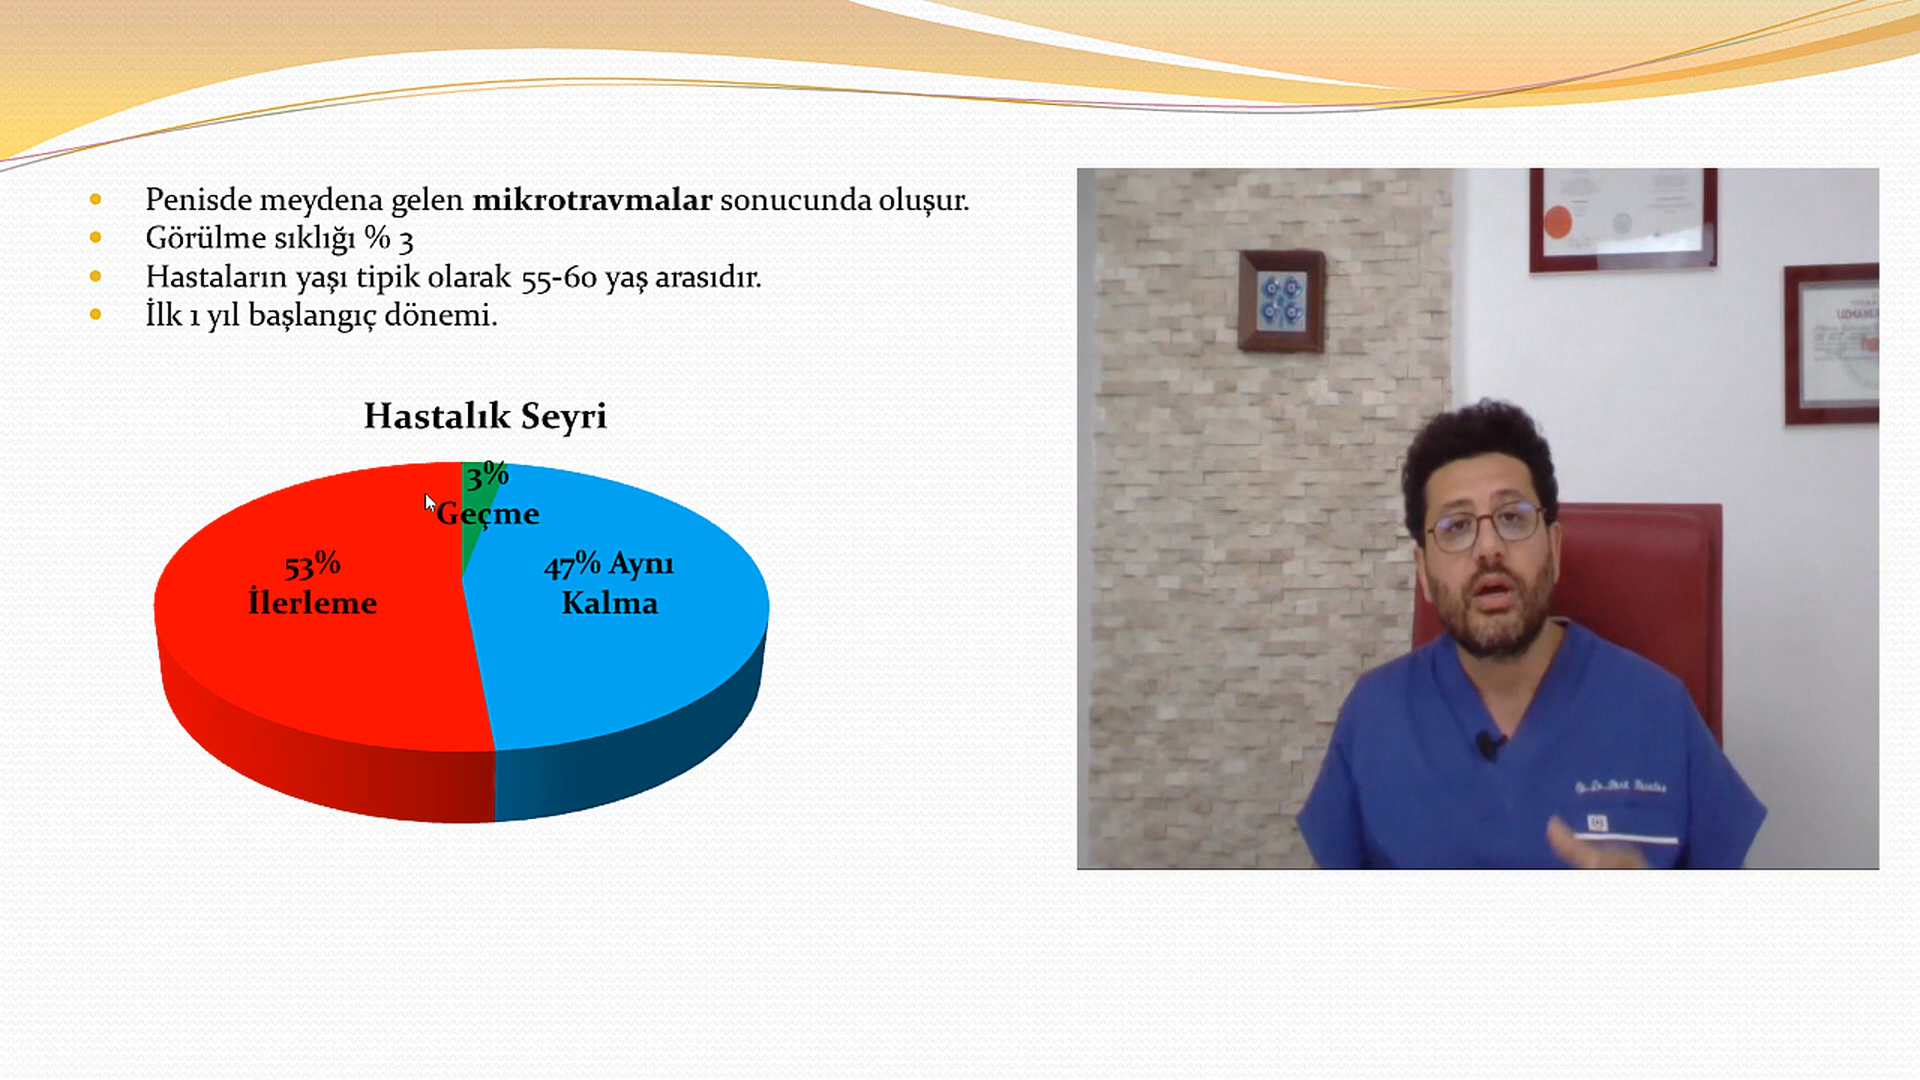 Penisde meydena gelen mikrotravmalar sonucunda oluşur.
Görülme sıklığı % 3
Hastaların yaşı tipik olarak 55-60 yaş arasıdır.
İlk 1 yıl başlangıç dönemi.
Hastalık Seyri
3%
Geçme
53%
İlerleme
47% Aynı
Kalma